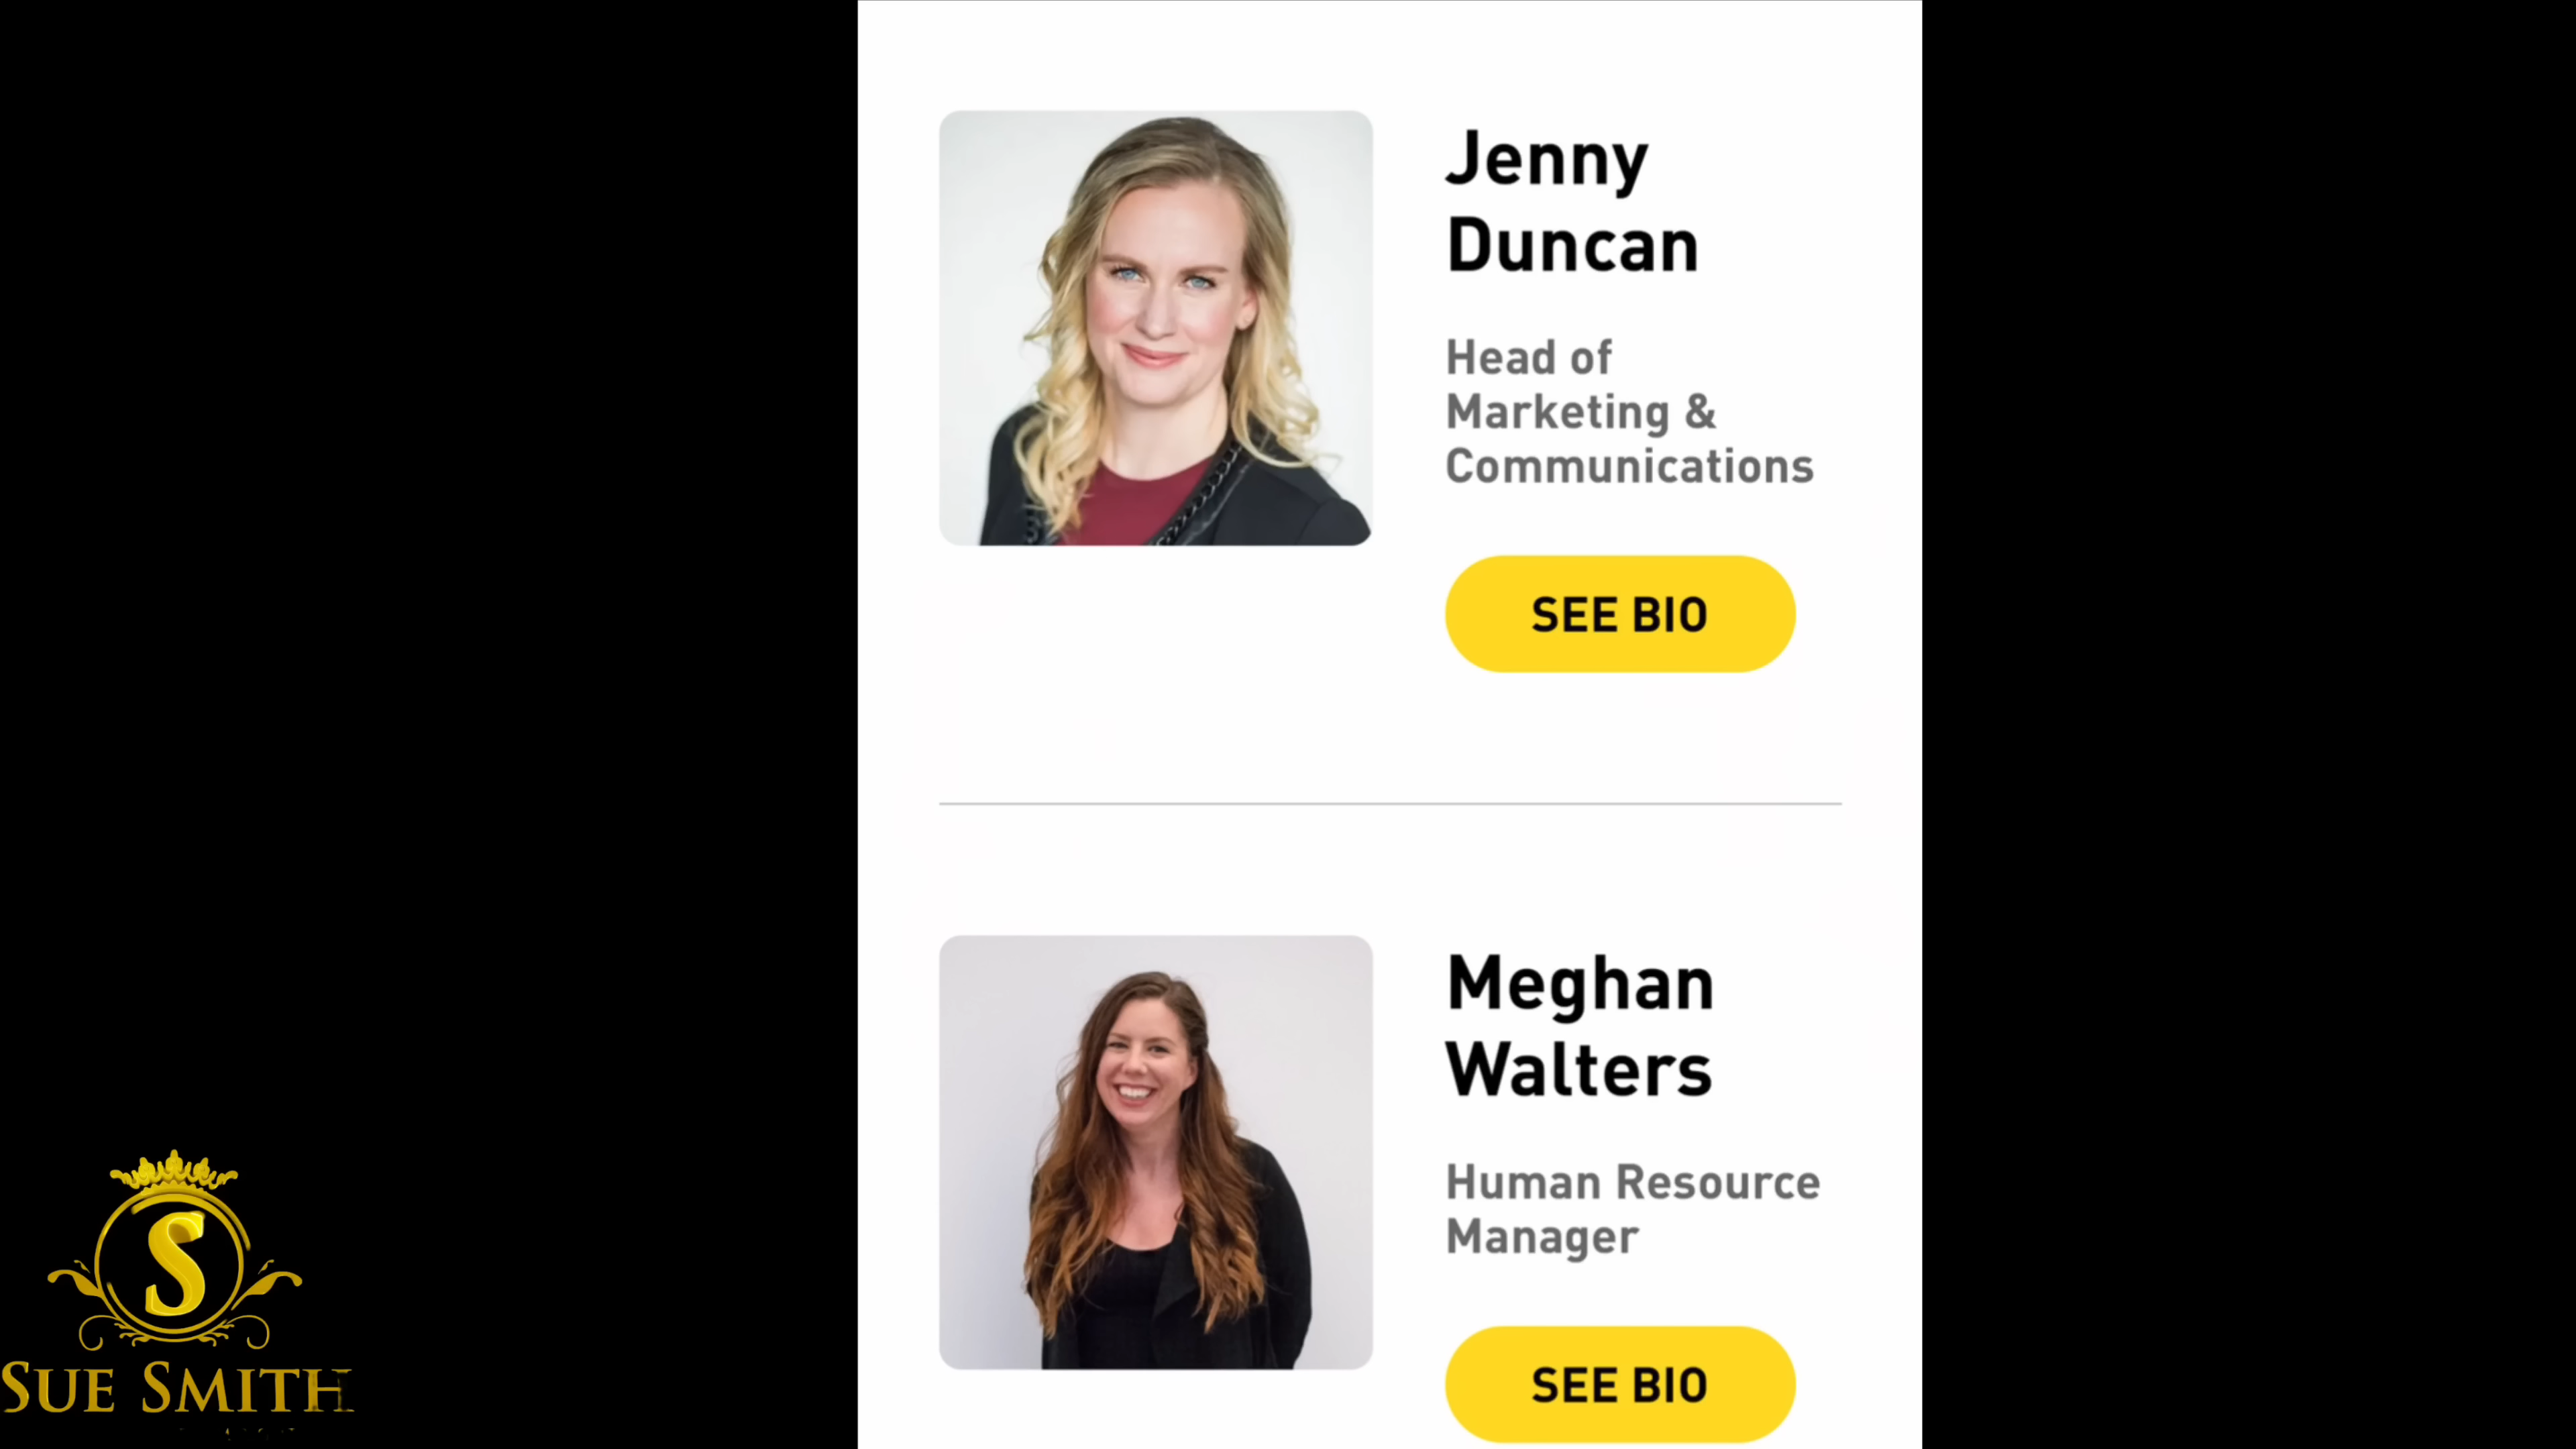 Jenny
Duncan
Head of
Marketing &
Communications
SEE BIO
Meghan
Walters
Human Resource
Manager
SEE BIO
S
SUE SMITH